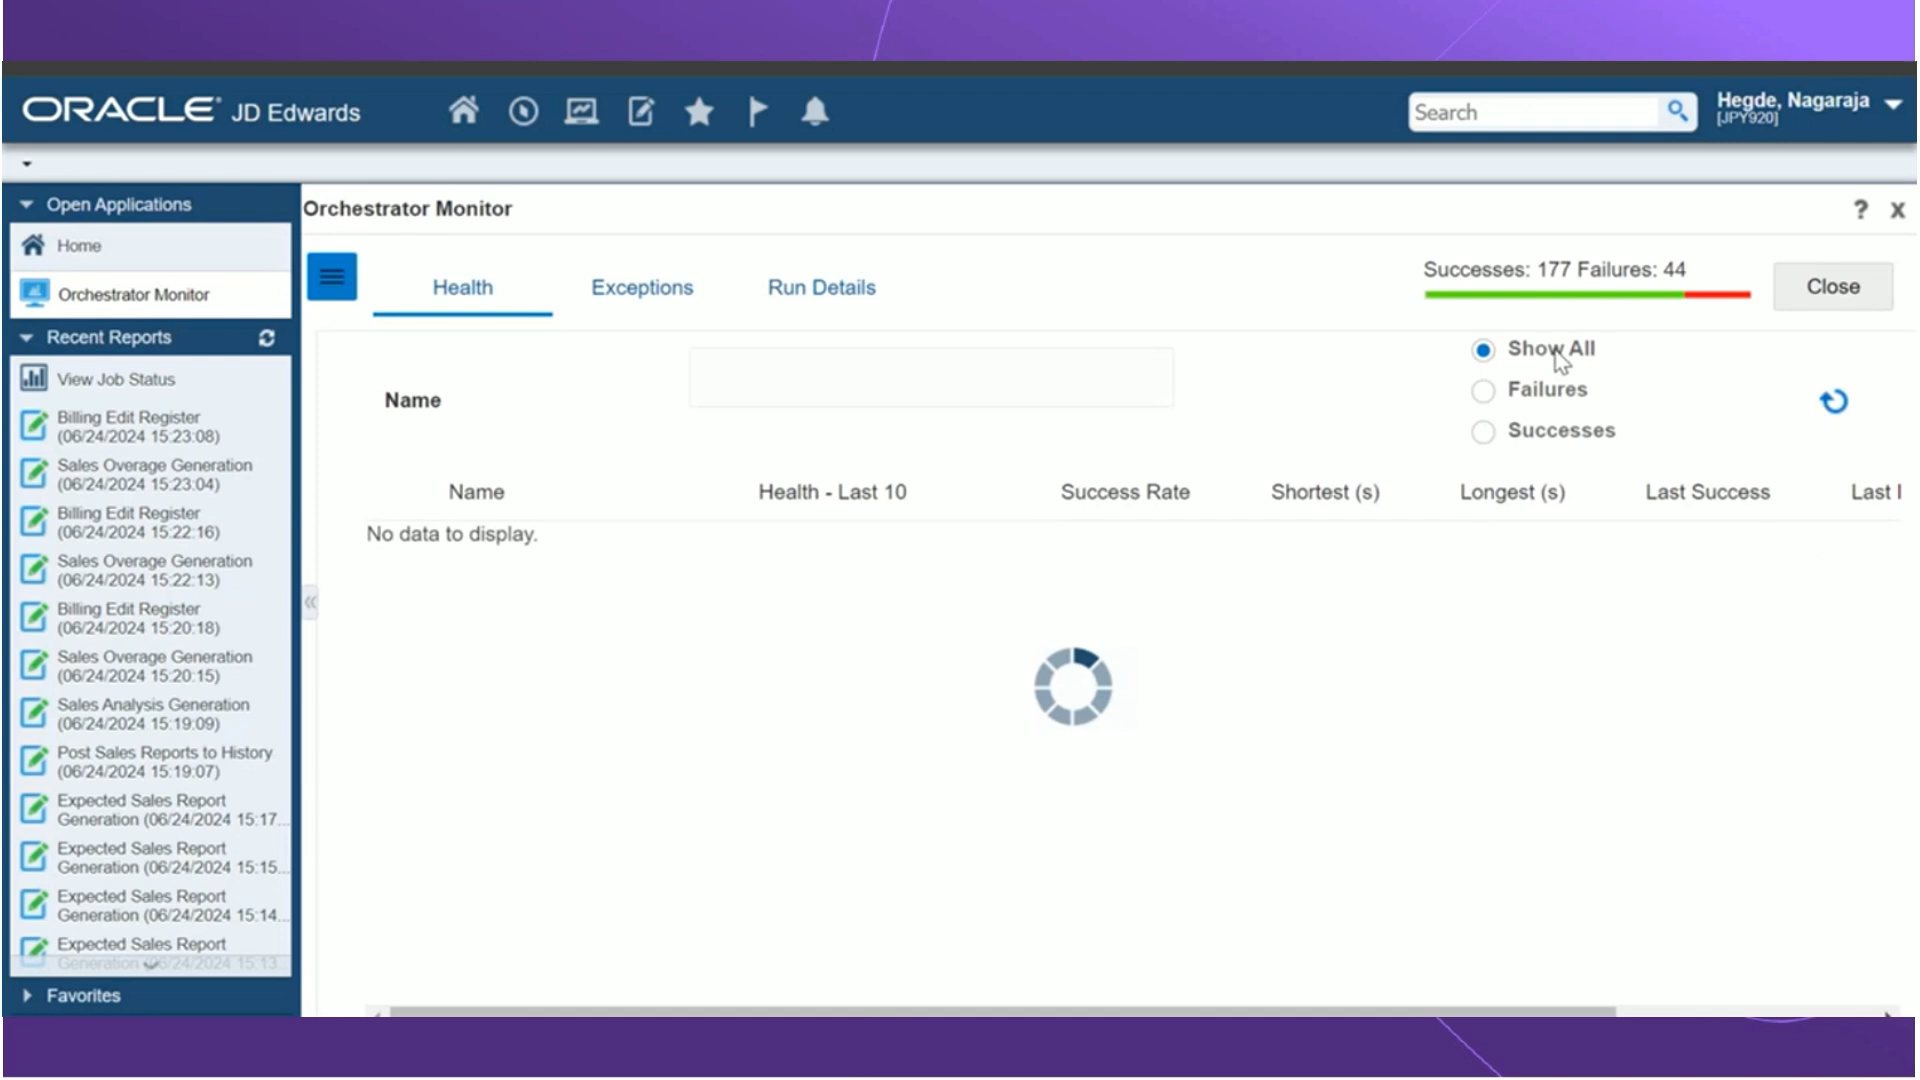 ORACLE JD Edwards
Search
Hegde, Nagaraja
[JPY920]
Open Applications
Home
Orchestrator Monitor
Recent Reports
View Job Status
Billing Edit Register
(06/24/2024 15:23:08)
Sales Overage Generation
(06/24/2024 15:23:04)
Billing Edit Register
(06/24/2024 15:22:16)
Sales Overage Generation
(06/24/2024 15:22:13)
Billing Edit Register
(06/24/2024 15:20:18)
Sales Overage Generation
(06/24/2024 15:20:15)
Sales Analysis Generation
(06/24/2024 15:19:09)
Post Sales Reports to History
(06/24/2024 15:19:07)
Expected Sales Report
Generation (06/24/2024 15:17...
Expected Sales Report
Generation (06/24/2024 15:15...
Expected Sales Report
Generation (06/24/2024 15:14...
Expected Sales Report
Generation 06/24/2024 15:13...
Favorites
Orchestrator Monitor
? X
Health Exceptions Run Details
Successes: 177 Failures: 44
Close
Name
Show All
Failures
Successes
Name Health - Last 10 Success Rate Shortest (s) Longest (s) Last Success Last
No data to display.